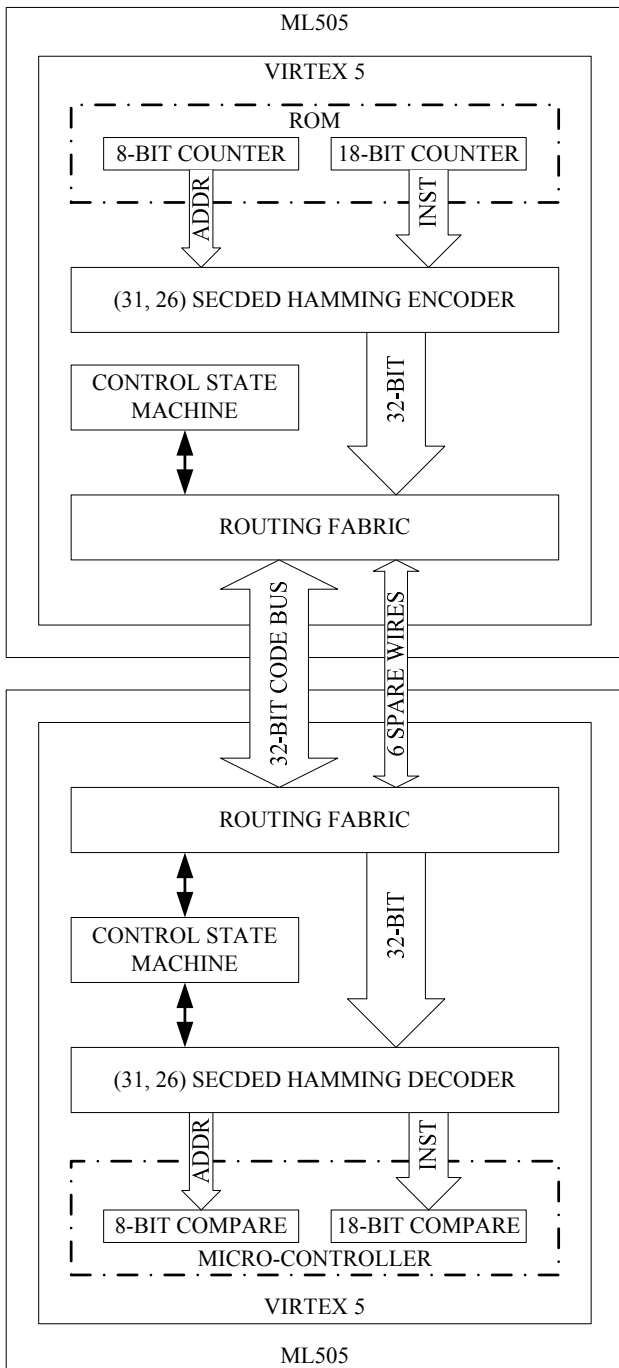 ML505
VIRTEX 5
ROM
8-BIT COUNTER
18-BIT COUNTER
ADDR
INST
(31, 26) SECDED HAMMING ENCODER
CONTROL STATE
MACHINE
32-BIT
ROUTING FABRIC
32-BIT CODE BUS
6 SPARE WIRES
ROUTING FABRIC
CONTROL STATE
MACHINE
32-BIT
(31, 26) SECDED HAMMING DECODER
ADDR
INST
8-BIT COMPARE
18-BIT COMPARE
MICRO-CONTROLLER
VIRTEX 5
ML505